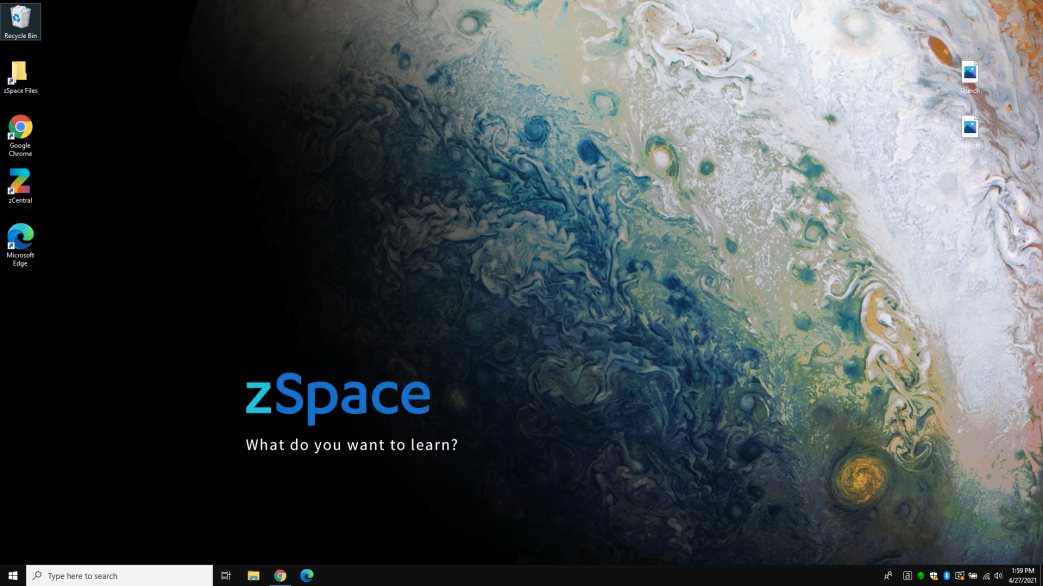 Recycle Bin
zSpace Files
Google
Chrome
zCentral
Microsoft
Edge
launch
zSpace
What do you want to learn?
Type here to search
1:59 PM
4/27/2021